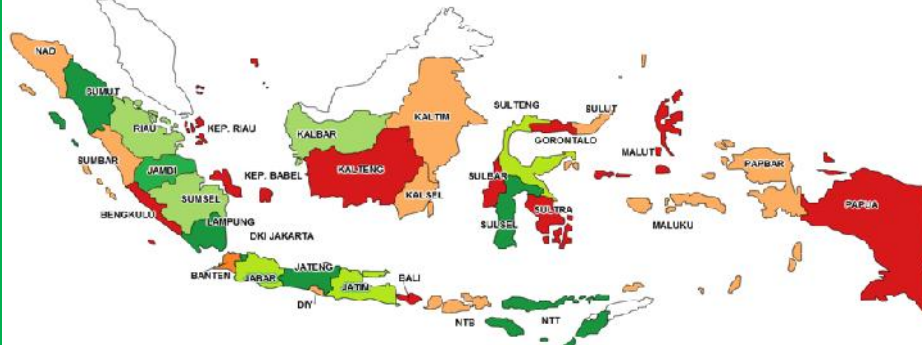 NAD
SUMUT
RIAU
KEP. RIAU
SUMBAR
JAMDI
KEP. BABEL
SUMSEL
BENGKULU
LAMPUNG
DKI JAKARTA
BANTEN
JABAR
JATENG
DIY
JATIM
BALI
NTB
NTT
KALBAR
KALTENG
KALTIM
KALSEL
SULTENG
SULUT
GORONTALO
SULBAR
SULSEL
SULTRA
MALUT
MALUKU
PAPBAR
PAPUA